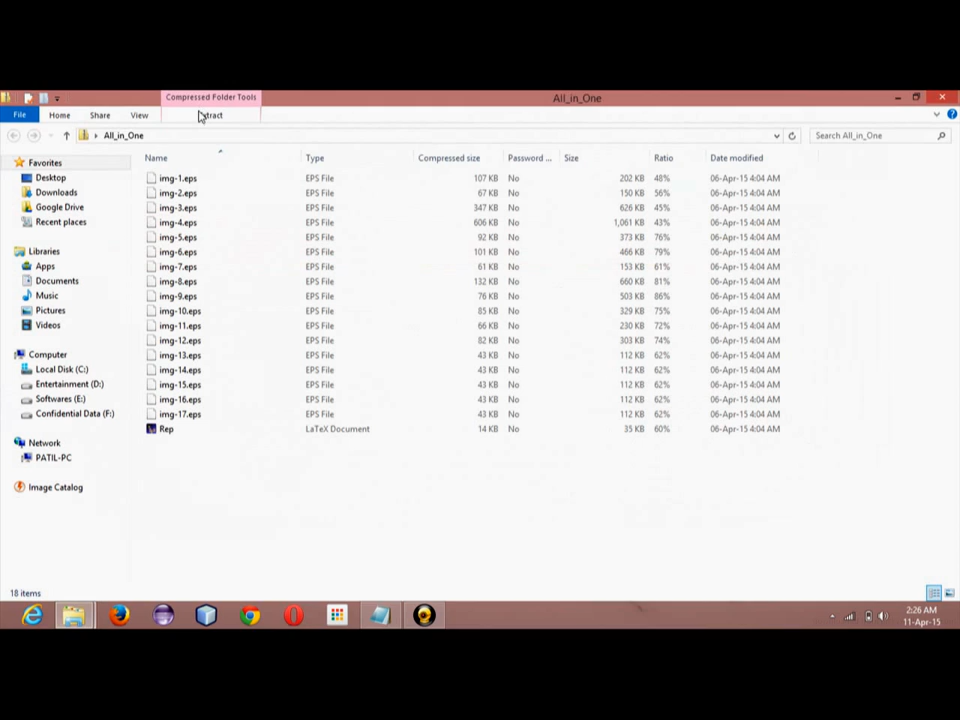 Compressed Folder Tools All_in_One
File Home Share View Extract
All_in_One Search All_in_One
Name Type Compressed size Password ... Size Ratio Date modified
Favorites
Desktop
Downloads
Google Drive
Recent places
Libraries
Apps
Documents
Music
Pictures
Videos
Computer
Local Disk (C:)
Entertainment (D:)
Softwares (E:)
Confidential Data (F:)
Network
PATIL-PC
Image Catalog
img-1.eps EPS File 107 KB No 202 KB 48% 06-Apr-15 4:04 AM
img-2.eps EPS File 67 KB No 150 KB 56% 06-Apr-15 4:04 AM
img-3.eps EPS File 347 KB No 626 KB 45% 06-Apr-15 4:04 AM
img-4.eps EPS File 606 KB No 1,061 KB 43% 06-Apr-15 4:04 AM
img-5.eps EPS File 92 KB No 373 KB 76% 06-Apr-15 4:04 AM
img-6.eps EPS File 101 KB No 466 KB 79% 06-Apr-15 4:04 AM
img-7.eps EPS File 61 KB No 153 KB 61% 06-Apr-15 4:04 AM
img-8.eps EPS File 132 KB No 660 KB 81% 06-Apr-15 4:04 AM
img-9.eps EPS File 76 KB No 503 KB 86% 06-Apr-15 4:04 AM
img-10.eps EPS File 85 KB No 329 KB 75% 06-Apr-15 4:04 AM
img-11.eps EPS File 66 KB No 230 KB 72% 06-Apr-15 4:04 AM
img-12.eps EPS File 82 KB No 303 KB 74% 06-Apr-15 4:04 AM
img-13.eps EPS File 43 KB No 112 KB 62% 06-Apr-15 4:04 AM
img-14.eps EPS File 43 KB No 112 KB 62% 06-Apr-15 4:04 AM
img-15.eps EPS File 43 KB No 112 KB 62% 06-Apr-15 4:04 AM
img-16.eps EPS File 43 KB No 112 KB 62% 06-Apr-15 4:04 AM
img-17.eps EPS File 43 KB No 112 KB 62% 06-Apr-15 4:04 AM
Rep LaTeX Document 14 KB No 35 KB 60% 06-Apr-15 4:04 AM
18 items
2:26 AM
11-Apr-15